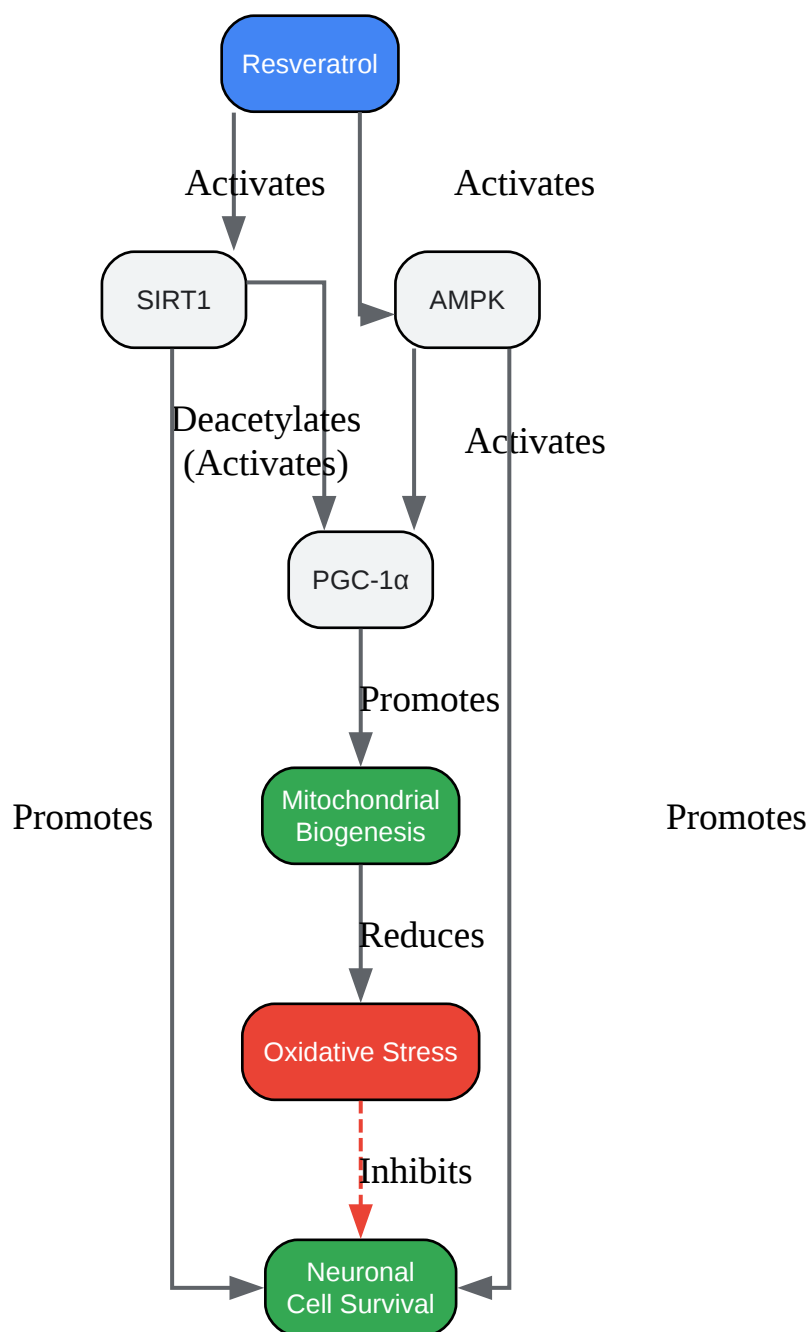 Resveratrol
Activates
Activates
SIRT1
AMPK
Deacetylates
(Activates)
Activates
PGC-1α
Promotes
Mitochondrial
Biogenesis
Promotes
Promotes
Reduces
Oxidative Stress
Inhibits
Neuronal
Cell Survival